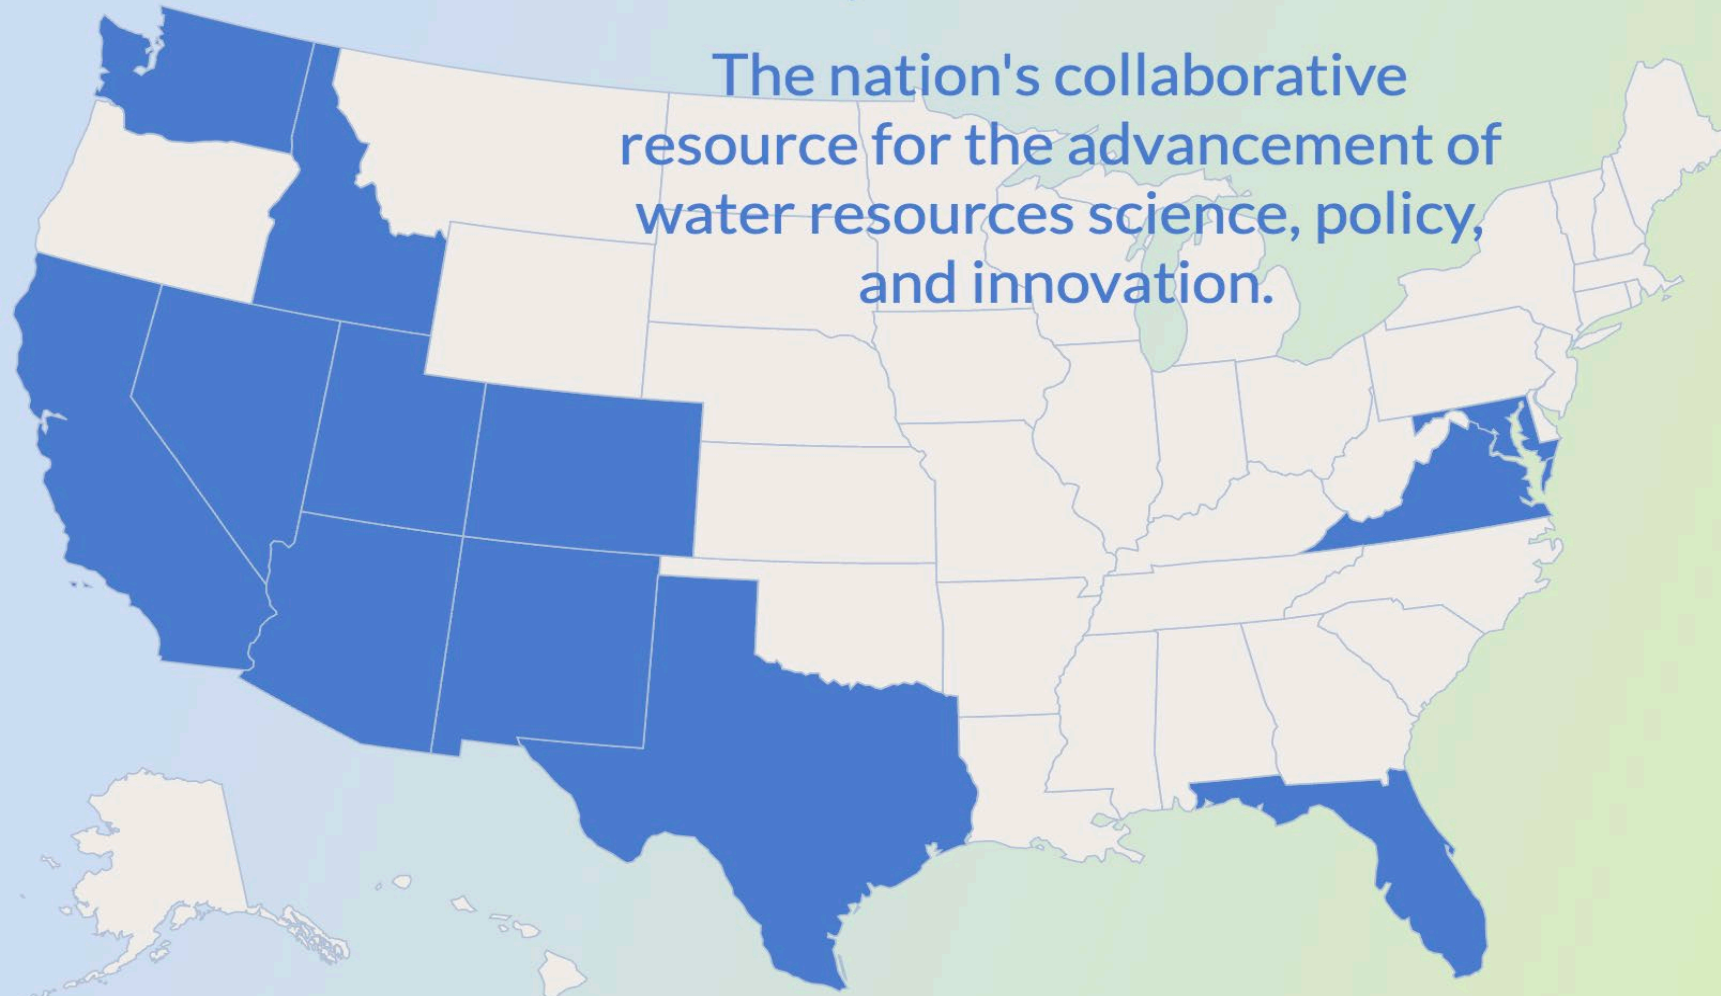 The nation's collaborative
resource for the advancement of
water resources science, policy,
and innovation.